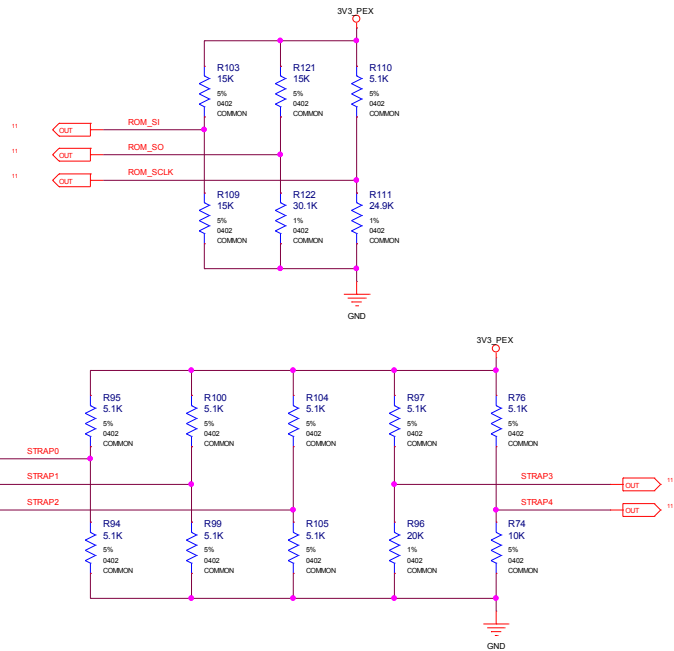 3V3_PEX
R103 R121 R110
15K 15K 5.1K
5% 5% 5%
0402 0402 0402
COMMON COMMON COMMON
11 OUT ROM_SI
11 OUT ROM_SO
11 OUT ROM_SCLK
R109 R122 R111
15K 30.1K 24.9K
5% 1% 1%
0402 0402 0402
COMMON COMMON COMMON
GND
3V3_PEX
R95 R100 R104 R97 R76
5.1K 5.1K 5.1K 5.1K 5.1K
5% 5% 5% 5% 5%
0402 0402 0402 0402 0402
COMMON COMMON COMMON COMMON COMMON
STRAP0
STRAP1 STRAP3 OUT 11
STRAP2 STRAP4 OUT 11
R94 R99 R105 R96 R74
5.1K 5.1K 5.1K 20K 10K
5% 5% 5% 1% 5%
0402 0402 0402 0402 0402
COMMON COMMON COMMON COMMON COMMON
GND